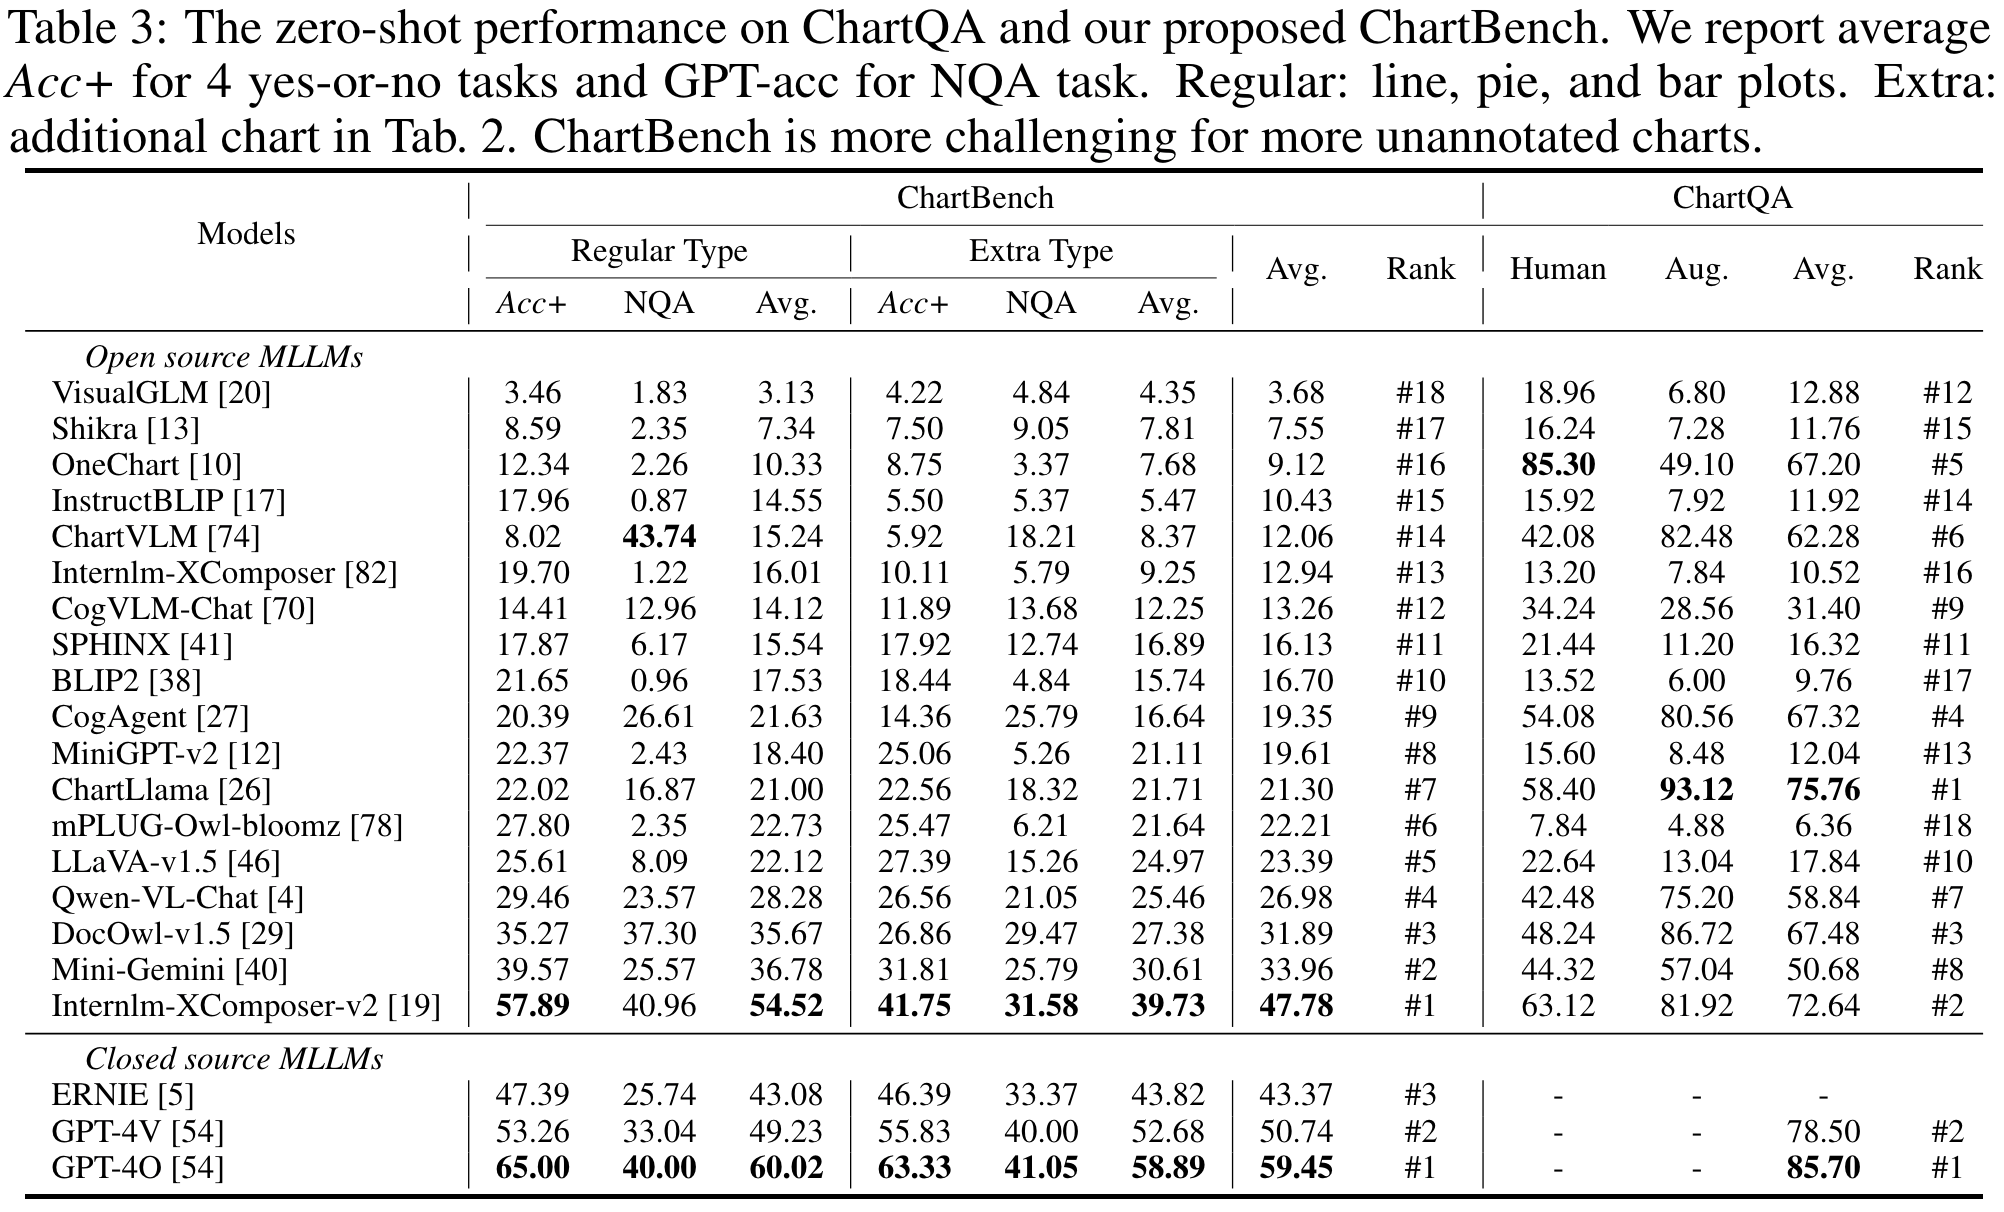 Table 3: The zero-shot performance on ChartQA and our proposed ChartBench. We report average
Acc+ for 4 yes-or-no tasks and GPT-acc for NQA task. Regular: line, pie, and bar plots. Extra:
additional chart in Tab. 2. ChartBench is more challenging for more unannotated charts.
Models ChartBench ChartQA
Regular Type Extra Type Avg. Rank Human Aug. Avg. Rank
Acc+ NQA Avg. Acc+ NQA Avg.
Open source MLLMs
VisualGLM [20] 3.46 1.83 3.13 4.22 4.84 4.35 3.68 #18 18.96 6.80 12.88 #12
Shikra [13] 8.59 2.35 7.34 7.50 9.05 7.81 7.55 #17 16.24 7.28 11.76 #15
OneChart [10] 12.34 2.26 10.33 8.75 3.37 7.68 9.12 #16 85.30 49.10 67.20 #5
InstructBLIP [17] 17.96 0.87 14.55 5.50 5.37 5.47 10.43 #15 15.92 7.92 11.92 #14
ChartVLM [74] 8.02 43.74 15.24 5.92 18.21 8.37 12.06 #14 42.08 82.48 62.28 #6
Internlm-XComposer [82] 19.70 1.22 16.01 10.11 5.79 9.25 12.94 #13 13.20 7.84 10.52 #16
CogVLM-Chat [70] 14.41 12.96 14.12 11.89 13.68 12.25 13.26 #12 34.24 28.56 31.40 #9
SPHINX [41] 17.87 6.17 15.54 17.92 12.74 16.89 16.13 #11 21.44 11.20 16.32 #11
BLIP2 [38] 21.65 0.96 17.53 18.44 4.84 15.74 16.70 #10 13.52 6.00 9.76 #17
CogAgent [27] 20.39 26.61 21.63 14.36 25.79 16.64 19.35 #9 54.08 80.56 67.32 #4
MiniGPT-v2 [12] 22.37 2.43 18.40 25.06 5.26 21.11 19.61 #8 15.60 8.48 12.04 #13
ChartLlama [26] 22.02 16.87 21.00 22.56 18.32 21.71 21.30 #7 58.40 93.12 75.76 #1
mPLUG-Owl-bloomz [78] 27.80 2.35 22.73 25.47 6.21 21.64 22.21 #6 7.84 4.88 6.36 #18
LLaVA-v1.5 [46] 25.61 8.09 22.12 27.39 15.26 24.97 23.39 #5 22.64 13.04 17.84 #10
Qwen-VL-Chat [4] 29.46 23.57 28.28 26.56 21.05 25.46 26.98 #4 42.48 75.20 58.84 #7
DocOwl-v1.5 [29] 35.27 37.30 35.67 26.86 29.47 27.38 31.89 #3 48.24 86.72 67.48 #3
Mini-Gemini [40] 39.57 25.57 36.78 31.81 25.79 30.61 33.96 #2 44.32 57.04 50.68 #8
Internlm-XComposer-v2 [19] 57.89 40.96 54.52 41.75 31.58 39.73 47.78 #1 63.12 81.92 72.64 #2
Closed source MLLMs
ERNIE [5] 47.39 25.74 43.08 46.39 33.37 43.82 43.37 #3 - - -
GPT-4V [54] 53.26 33.04 49.23 55.83 40.00 52.68 50.74 #2 - - 78.50 #2
GPT-4O [54] 65.00 40.00 60.02 63.33 41.05 58.89 59.45 #1 - - 85.70 #1